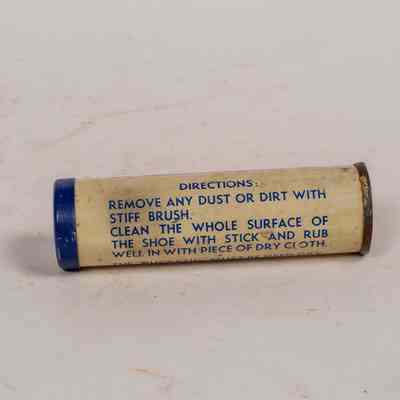 DIRECTIONS:
REMOVE ANY DUST OR DIRT WITH
STIFF BRUSH.
CLEAN THE WHOLE SURFACE OF
THE SHOE WITH STICK AND RUB
WELL IN WITH PIECE OF DRY CLOTH.